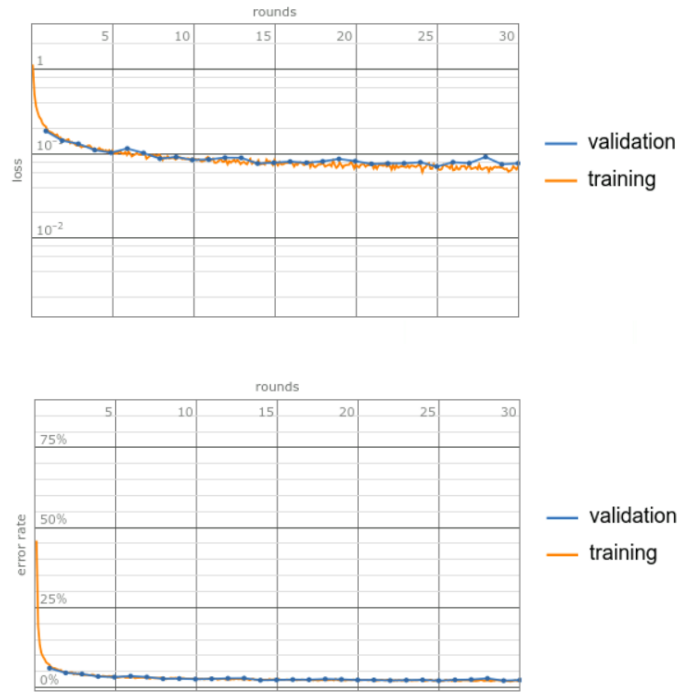 rounds
5 10 15 20 25 30
1
10
10-2
loss
validation
training
rounds
5 10 15 20 25 30
75%
50%
25%
0%
error rate
validation
training